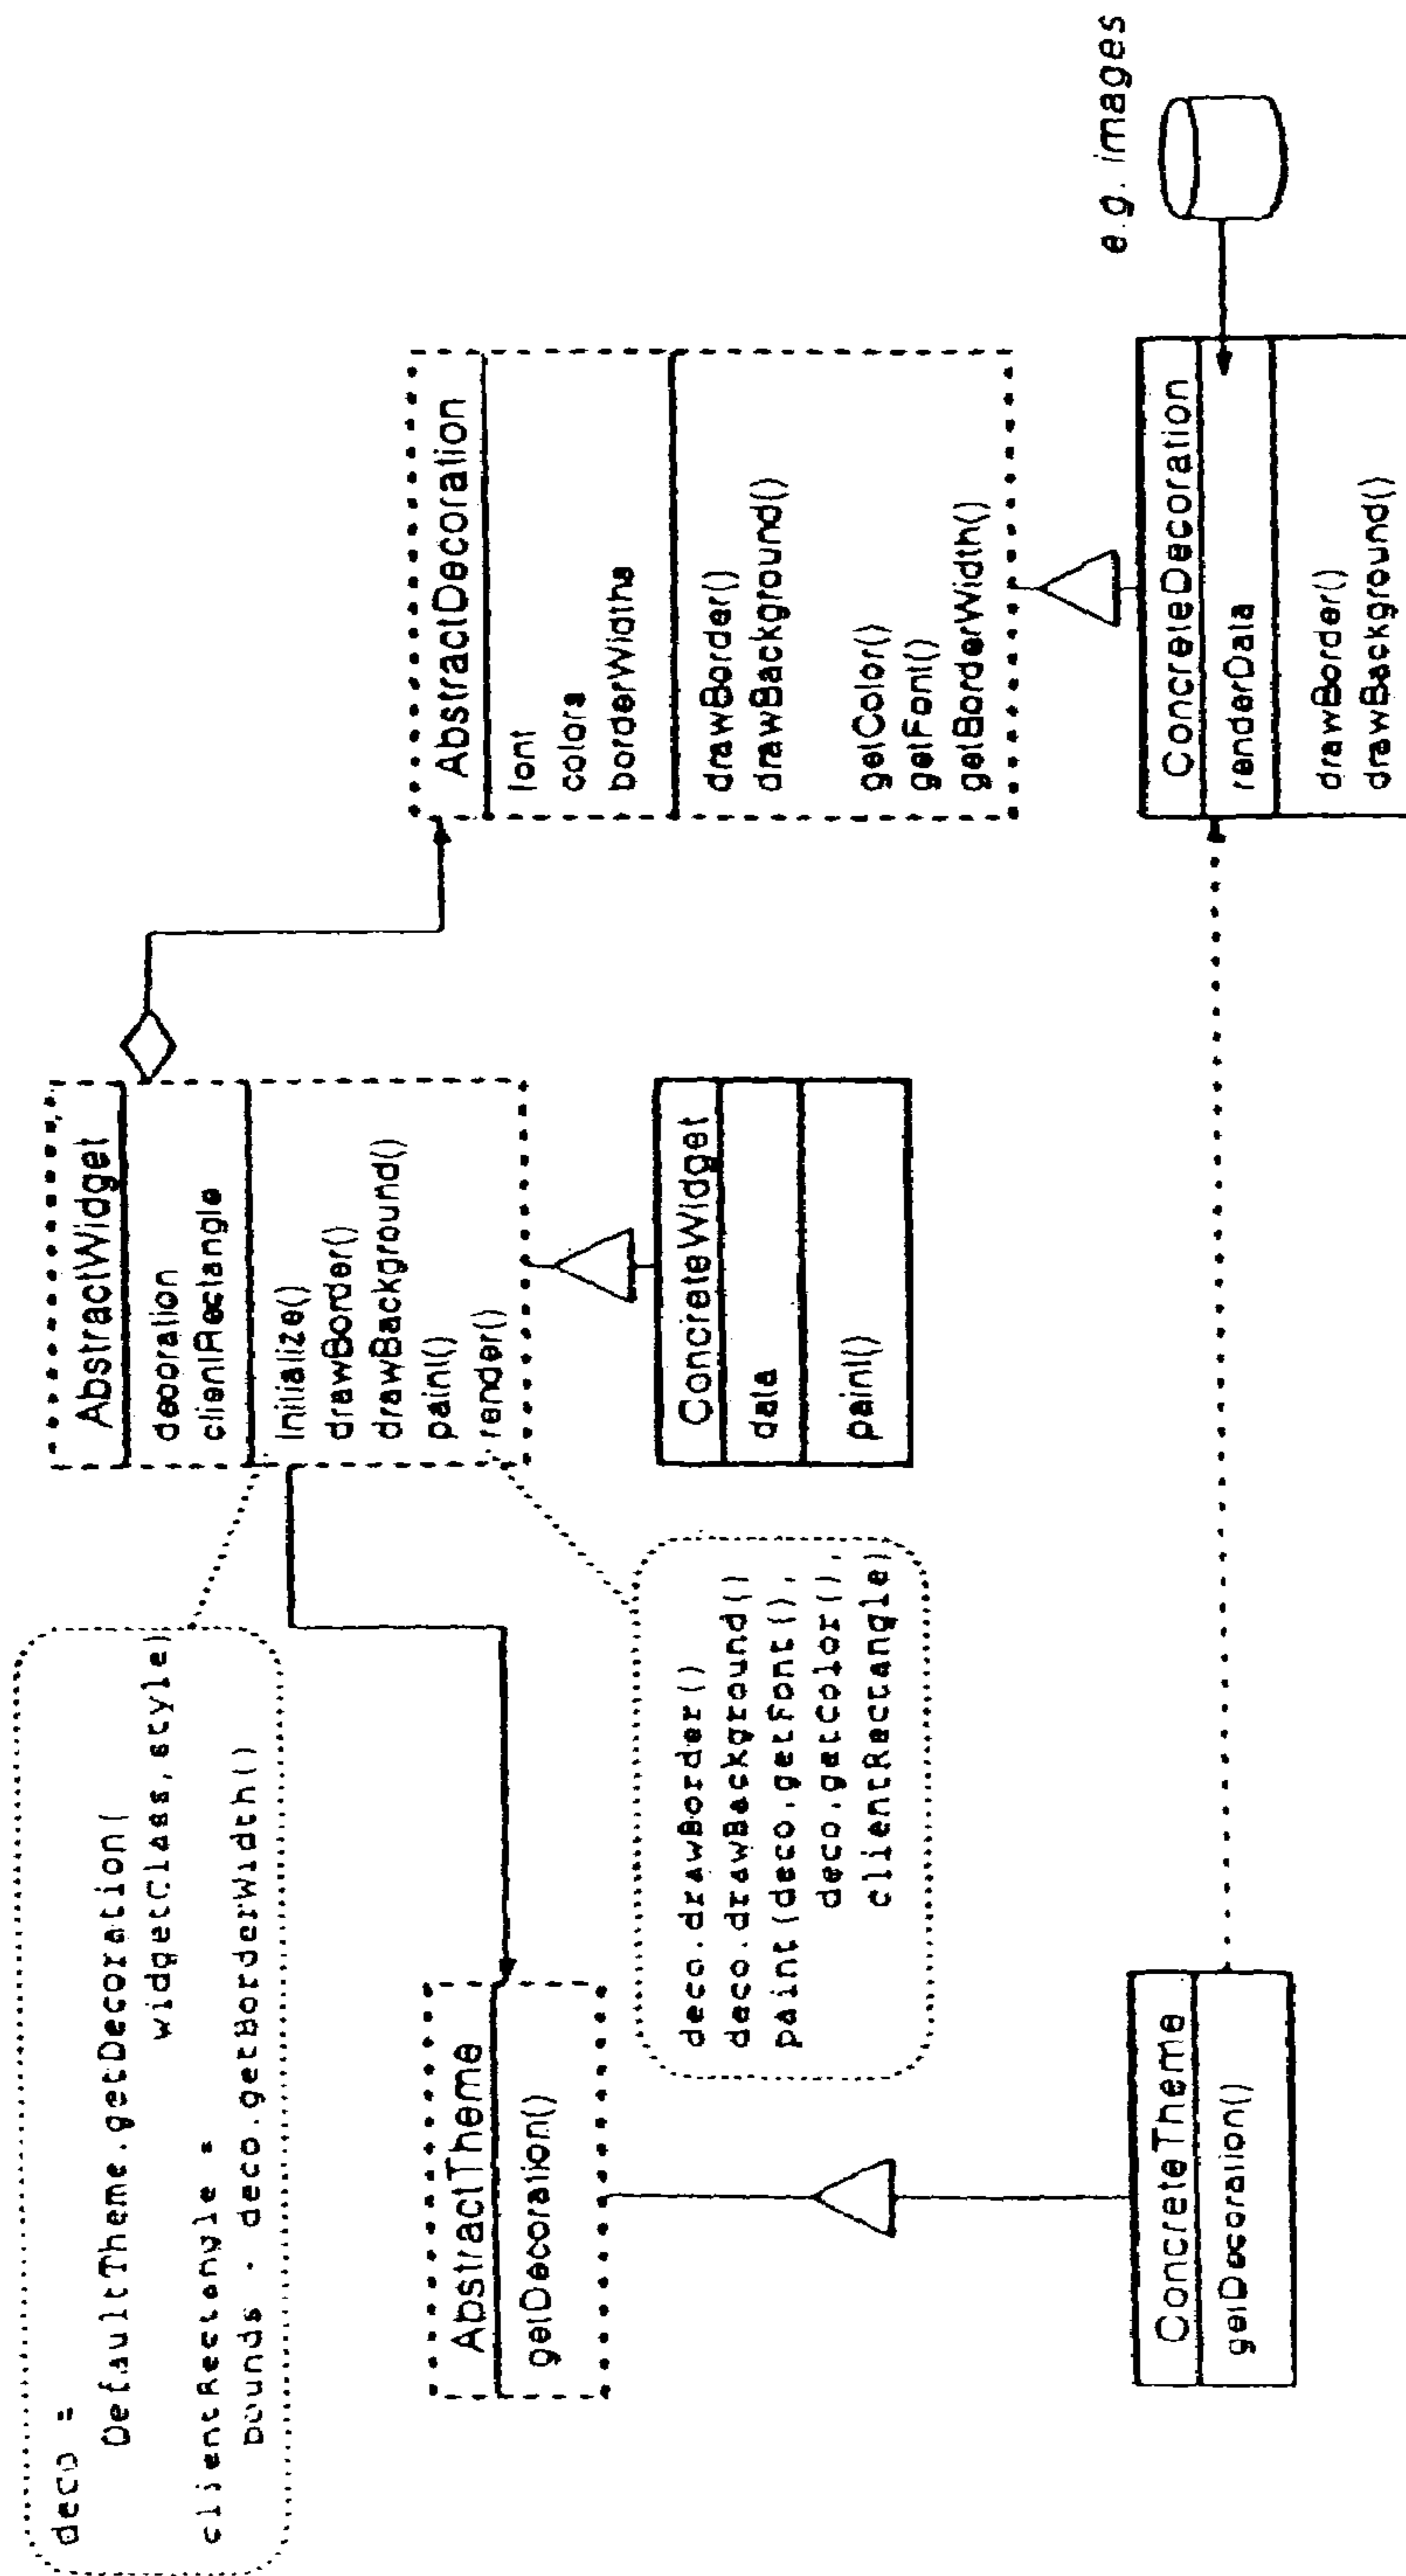 deco =
DefaultTheme.getDecoration(
widgetClass,style)
clientRectangle =
bounds - deco.getBorderWidth()
AbstractWidget
decoration
clientRectangle
initialize()
drawBorder()
drawBackground()
paint()
render()
AbstractTheme
getDecoration()
deco.drawBorder()
deco.drawBackground()
paint(deco.getFont(),
deco.getColor(),
clientRectangle)
ConcreteWidget
data
paint()
AbstractDecoration
font
colors
borderWidths
drawBorder()
drawBackground()
getColor()
getFont()
getBorderWidth()
ConcreteTheme
getDecoration()
ConcreteDecoration
renderData
drawBorder()
drawBackground()
e.g. images